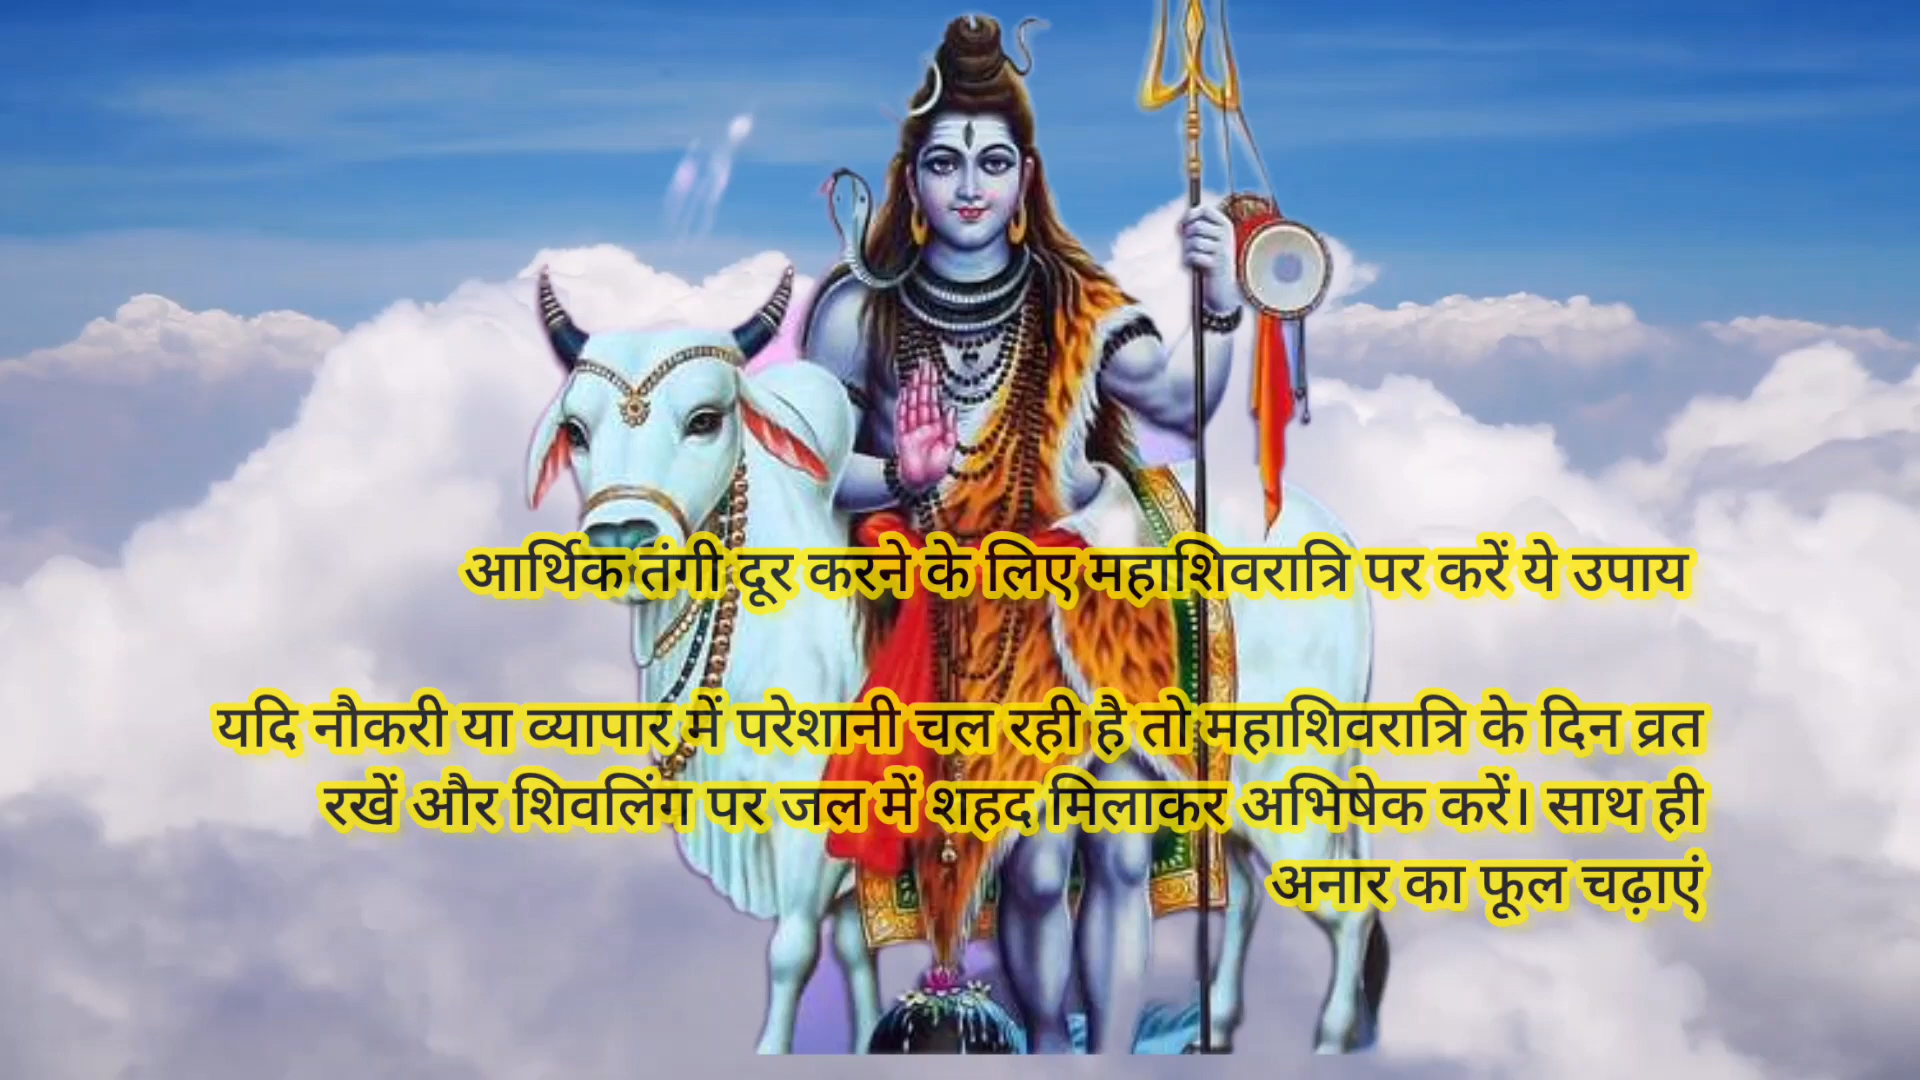 आर्थिक तंगी दूर करने के लिए महाशिवरात्रि पर करें ये उपाय
यदि नौकरी या व्यापार में परेशानी चल रही है तो महाशिवरात्रि के दिन व्रत
रखें और शिवलिंग पर जल में शहद मिलाकर अभिषेक करें। साथ ही
अनार का फूल चढ़ाएं